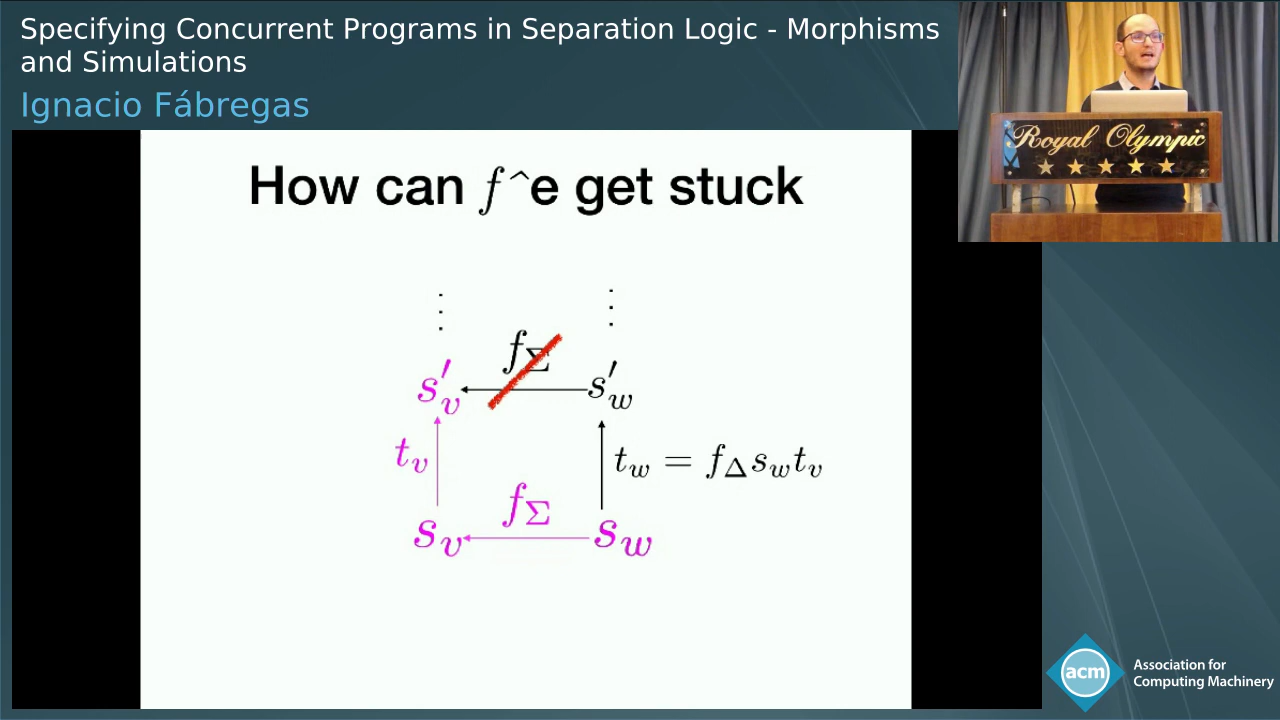 Specifying Concurrent Programs in Separation Logic - Morphisms
and Simulations
Ignacio Fábregas
Royal Olympic
How can f^e get stuck
⋮ ⋮
f_Σ
s'_v s'_w
t_v t_w = f_Δ s_w t_v
f_Σ
s_v s_w
acm
Association for
Computing Machinery